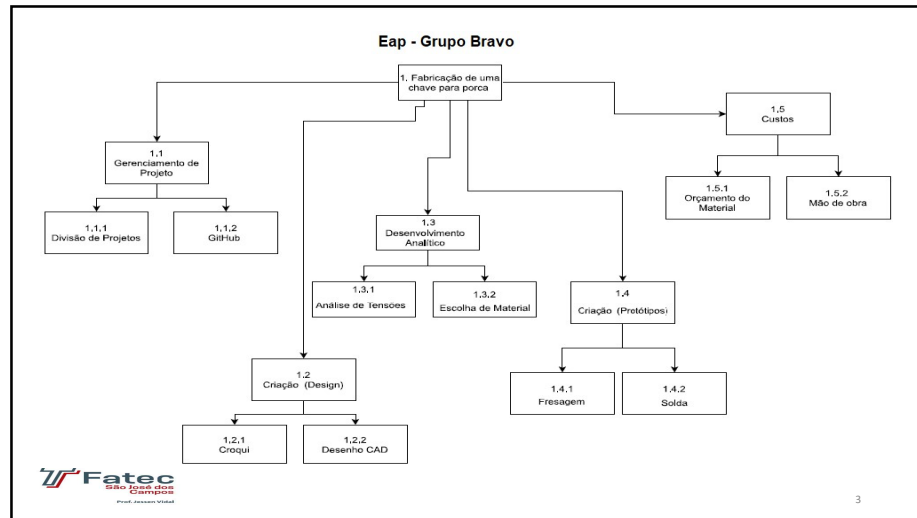 Eap - Grupo Bravo
1, Fabricação de uma
chave para porca
1,1
Gerenciamento de
Projeto
1,1,1
Divisão de Projetos
1,1,2
GitHub
1,2
Criação (Design)
1,2,1
Croqui
1,2,2
Desenho CAD
1,3
Desenvolvimento
Analítico
1,3,1
Análise de Tensões
1,3,2
Escolha de Material
1,4
Criação (Pretótipos)
1,4,1
Fresagem
1,4,2
Solda
1,5
Custos
1,5,1
Orçamento do
Material
1,5,2
Mão de obra
Fatec
São José dos
Campos
Prof. Jessen Vidal
3